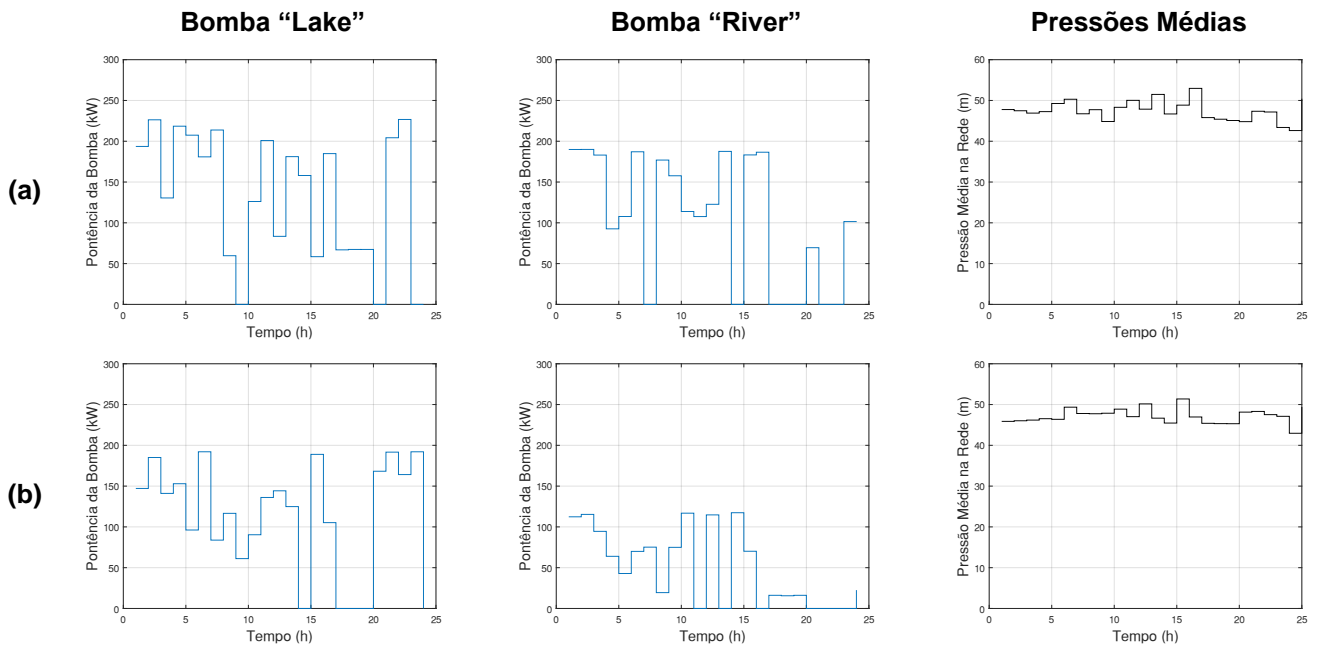 Bomba “Lake”
Bomba “River”
Pressões Médias
(a)
Pontência da Bomba (kW)
300
250
200
150
100
50
0
0 5 10 15 20 25
Tempo (h)
Pontência da Bomba (kW)
300
250
200
150
100
50
0
0 5 10 15 20 25
Tempo (h)
Pressão Média na Rede (m)
60
50
40
30
20
10
0
0 5 10 15 20 25
Tempo (h)
(b)
Pontência da Bomba (kW)
300
250
200
150
100
50
0
0 5 10 15 20 25
Tempo (h)
Pontência da Bomba (kW)
300
250
200
150
100
50
0
0 5 10 15 20 25
Tempo (h)
Pressão Média na Rede (m)
60
50
40
30
20
10
0
0 5 10 15 20 25
Tempo (h)